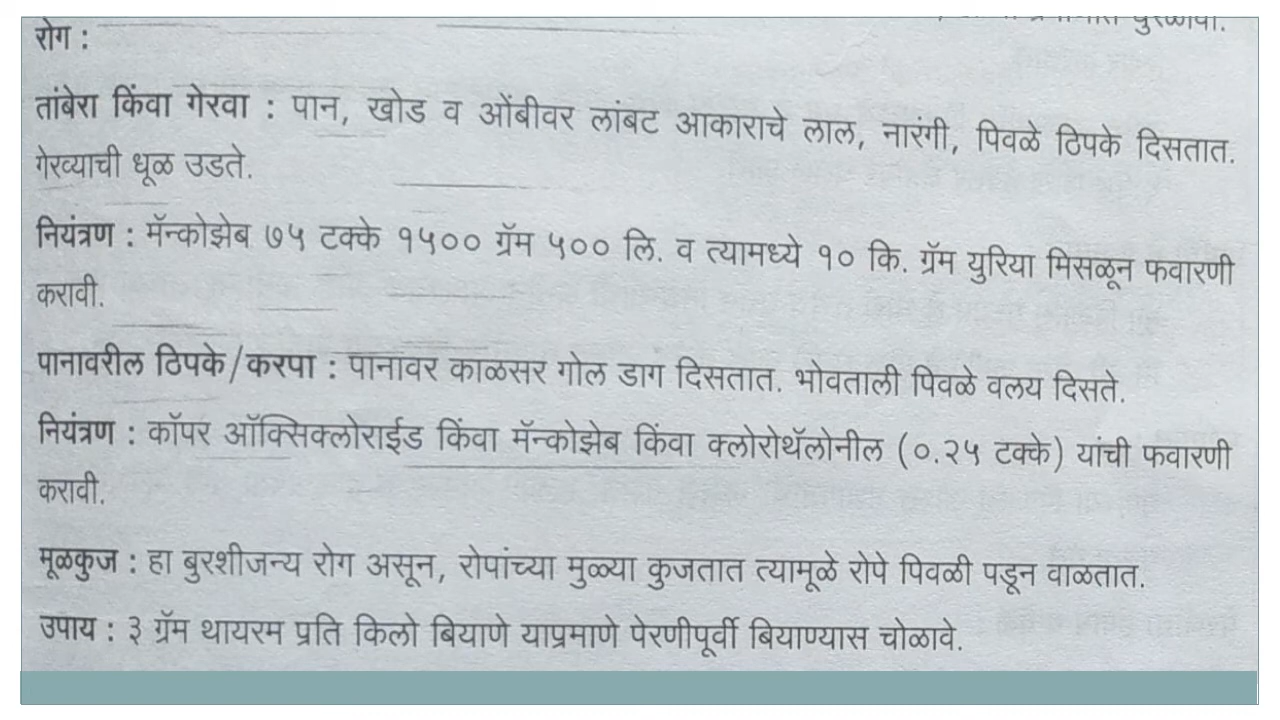 रोग :
तांबेरा किंवा गेरवा : पान, खोड व ओंबीवर लांबट आकाराचे लाल, नारंगी, पिवळे ठिपके दिसतात.
गेरव्याची धूळ उडते.
नियंत्रण : मॅन्कोझेब ७५ टक्के १५०० ग्रॅम ५०० लि. व त्यामध्ये १० कि. ग्रॅम युरिया मिसळून फवारणी
करावी.
पानावरील ठिपके/करपा : पानावर काळसर गोल डाग दिसतात. भोवताली पिवळे वलय दिसते.
नियंत्रण : कॉपर ऑक्सिक्लोराईड किंवा मॅन्कोझेब किंवा क्लोरोथॅलोनील (०.२५ टक्के) यांची फवारणी
करावी.
मूळकुज : हा बुरशीजन्य रोग असून, रोपांच्या मुळ्या कुजतात त्यामूळे रोपे पिवळी पडून वाळतात.
उपाय : ३ ग्रॅम थायरम प्रति किलो बियाणे याप्रमाणे पेरणीपूर्वी बियाण्यास चोळावे.